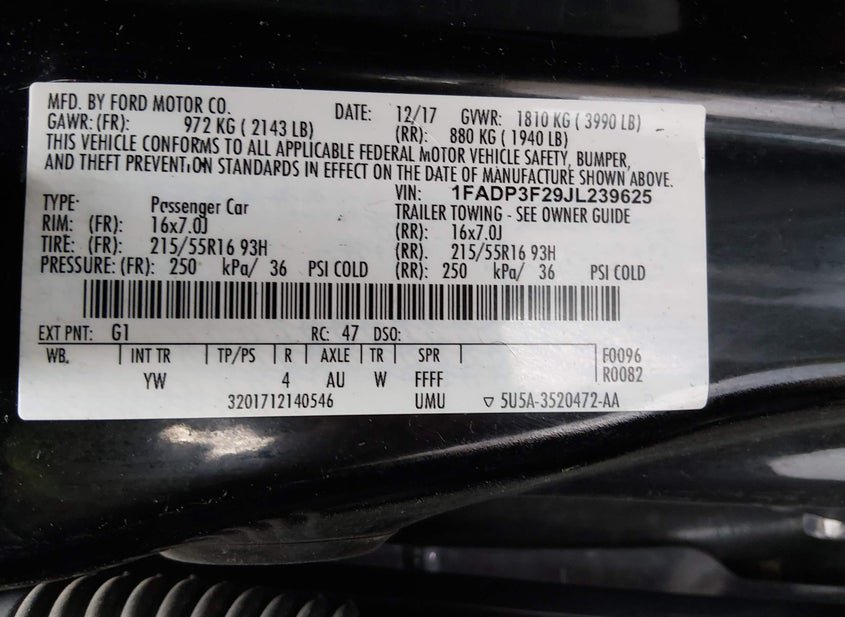 MFD. BY FORD MOTOR CO. DATE: 12/17 GVWR: 1810 KG ( 3990 LB)
GAWR: (FR): 972 KG ( 2143 LB) (RR): 880 KG ( 1940 LB)
THIS VEHICLE CONFORMS TO ALL APPLICABLE FEDERAL MOTOR VEHICLE SAFETY, BUMPER,
AND THEFT PREVENTION STANDARDS IN EFFECT ON THE DATE OF MANUFACTURE SHOWN ABOVE.
VIN: 1FADP3F29JL239625
TYPE: Passenger Car TRAILER TOWING - SEE OWNER GUIDE
RIM: (FR) 16x7.0J (RR): 16x7.0J
TIRE: (FR): 215/55R16 93H (RR). 215/55R16 93H
PRESSURE: (FR): 250 kPa/ 36 PSI COLD (RR): 250 kPa/ 36 PSI COLD
EXT PNT: G1 RC: 47 DSO:
WB. INT TR TP/PS R AXLE TR SPR F0096
YW 4 AU W FFFF R0082
3201712140546 UMU ▽ 5U5A-3520472-AA